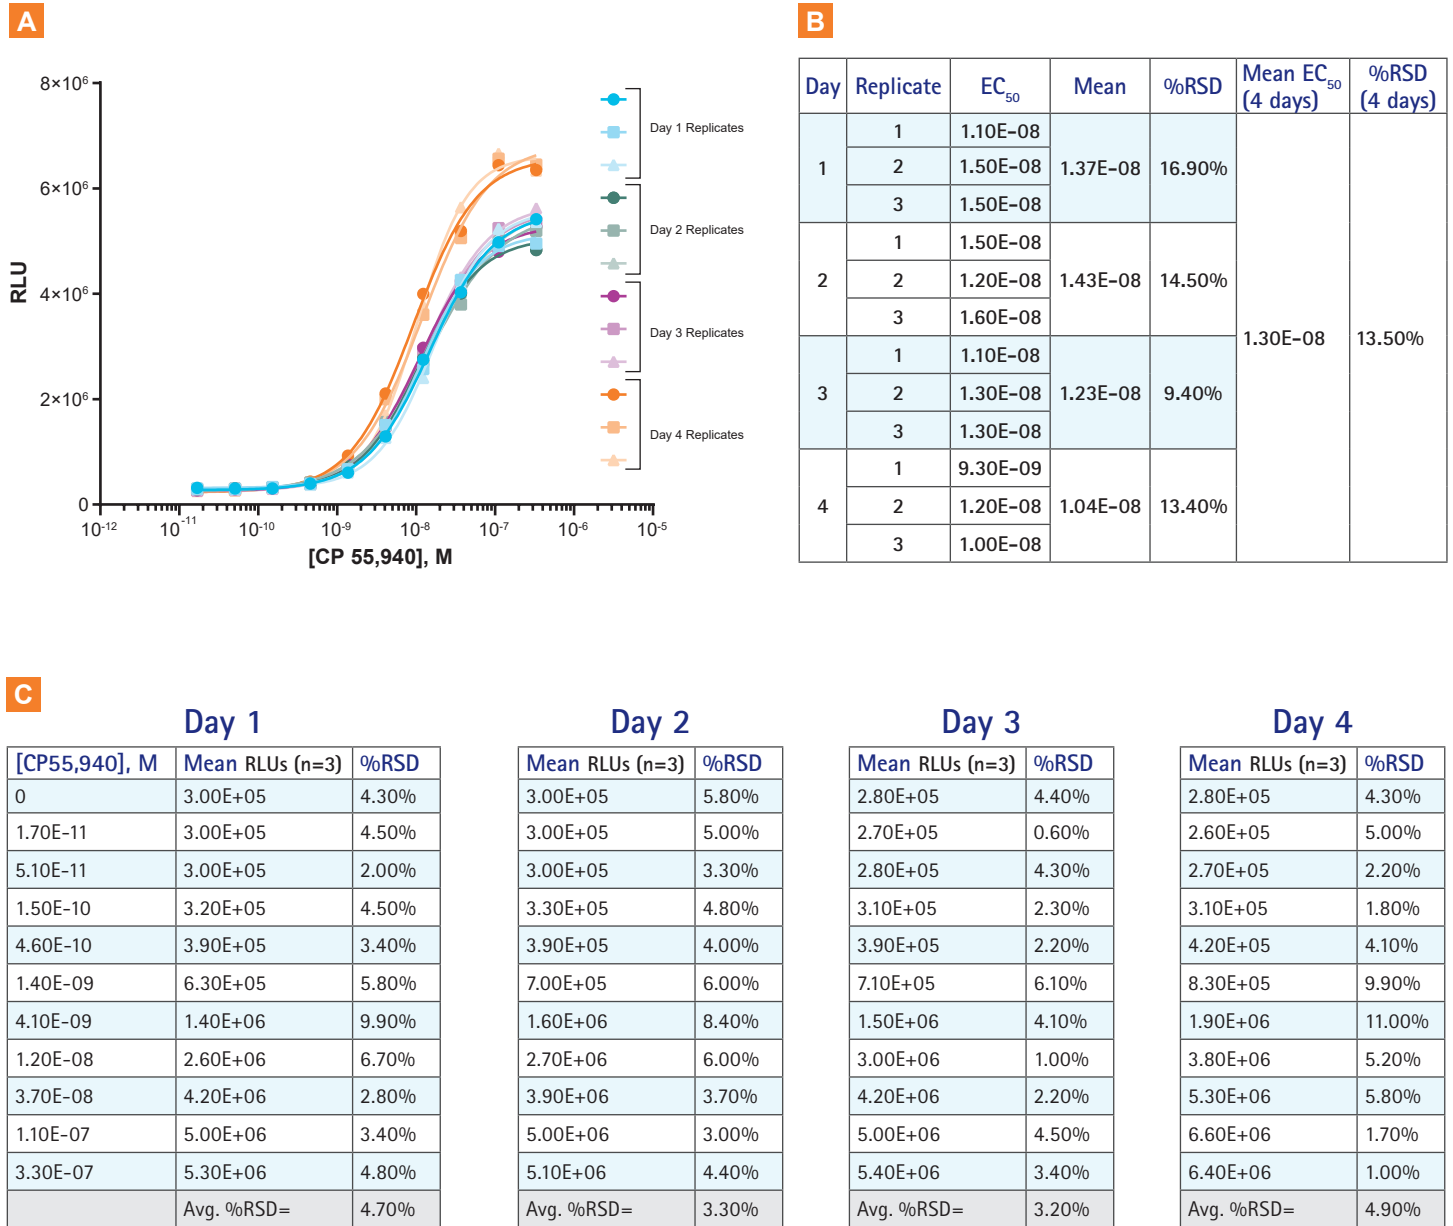 A
8×10⁶
6×10⁶
4×10⁶
2×10⁶
0
RLU
10⁻¹² 10⁻¹¹ 10⁻¹⁰ 10⁻⁹ 10⁻⁸ 10⁻⁷ 10⁻⁶ 10⁻⁵
[CP 55,940], M
Day 1 Replicates
Day 2 Replicates
Day 3 Replicates
Day 4 Replicates
B
Day Replicate EC₅₀ Mean %RSD Mean EC₅₀ (4 days) %RSD (4 days)
1 1 1.10E-08 1.37E-08 16.90% 1.30E-08 13.50%
2 1.50E-08
3 1.50E-08
2 1 1.50E-08 1.43E-08 14.50%
2 1.20E-08
3 1.60E-08
3 1 1.10E-08 1.23E-08 9.40%
2 1.30E-08
3 1.30E-08
4 1 9.30E-09 1.04E-08 13.40%
2 1.20E-08
3 1.00E-08
C
Day 1
[CP55,940], M Mean RLUs (n=3) %RSD
0 3.00E+05 4.30%
1.70E-11 3.00E+05 4.50%
5.10E-11 3.00E+05 2.00%
1.50E-10 3.20E+05 4.50%
4.60E-10 3.90E+05 3.40%
1.40E-09 6.30E+05 5.80%
4.10E-09 1.40E+06 9.90%
1.20E-08 2.60E+06 6.70%
3.70E-08 4.20E+06 2.80%
1.10E-07 5.00E+06 3.40%
3.30E-07 5.30E+06 4.80%
Avg. %RSD= 4.70%
Day 2
Mean RLUs (n=3) %RSD
3.00E+05 5.80%
3.00E+05 5.00%
3.00E+05 3.30%
3.30E+05 4.80%
3.90E+05 4.00%
7.00E+05 6.00%
1.60E+06 8.40%
2.70E+06 6.00%
3.90E+06 3.70%
5.00E+06 3.00%
5.10E+06 4.40%
Avg. %RSD= 3.30%
Day 3
Mean RLUs (n=3) %RSD
2.80E+05 4.40%
2.70E+05 0.60%
2.80E+05 4.30%
3.10E+05 2.30%
3.90E+05 2.20%
7.10E+05 6.10%
1.50E+06 4.10%
3.00E+06 1.00%
4.20E+06 2.20%
5.00E+06 4.50%
5.40E+06 3.40%
Avg. %RSD= 3.20%
Day 4
Mean RLUs (n=3) %RSD
2.80E+05 4.30%
2.60E+05 5.00%
2.70E+05 2.20%
3.10E+05 1.80%
4.20E+05 4.10%
8.30E+05 9.90%
1.90E+06 11.00%
3.80E+06 5.20%
5.30E+06 5.80%
6.60E+06 1.70%
6.40E+06 1.00%
Avg. %RSD= 4.90%